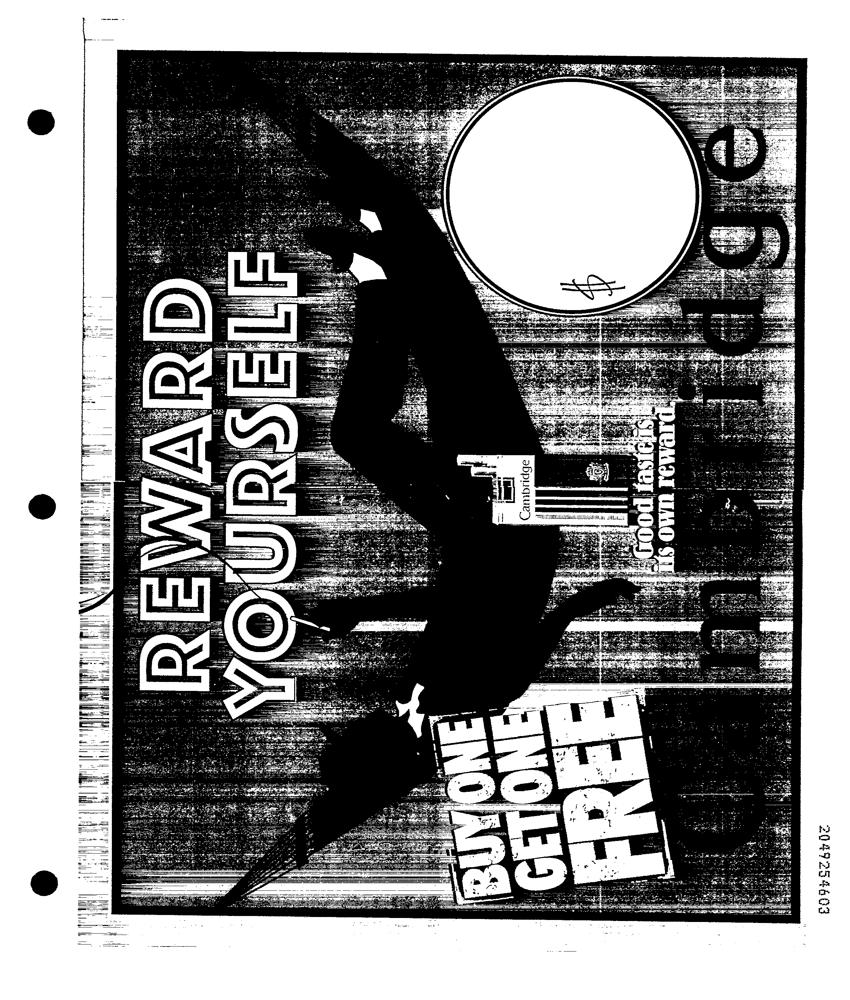 REWARD
YOURSELF
$
Cambridge
Good taste is
its own reward.
BUY ONE
GET ONE
FREE
Cambridge
2049254603